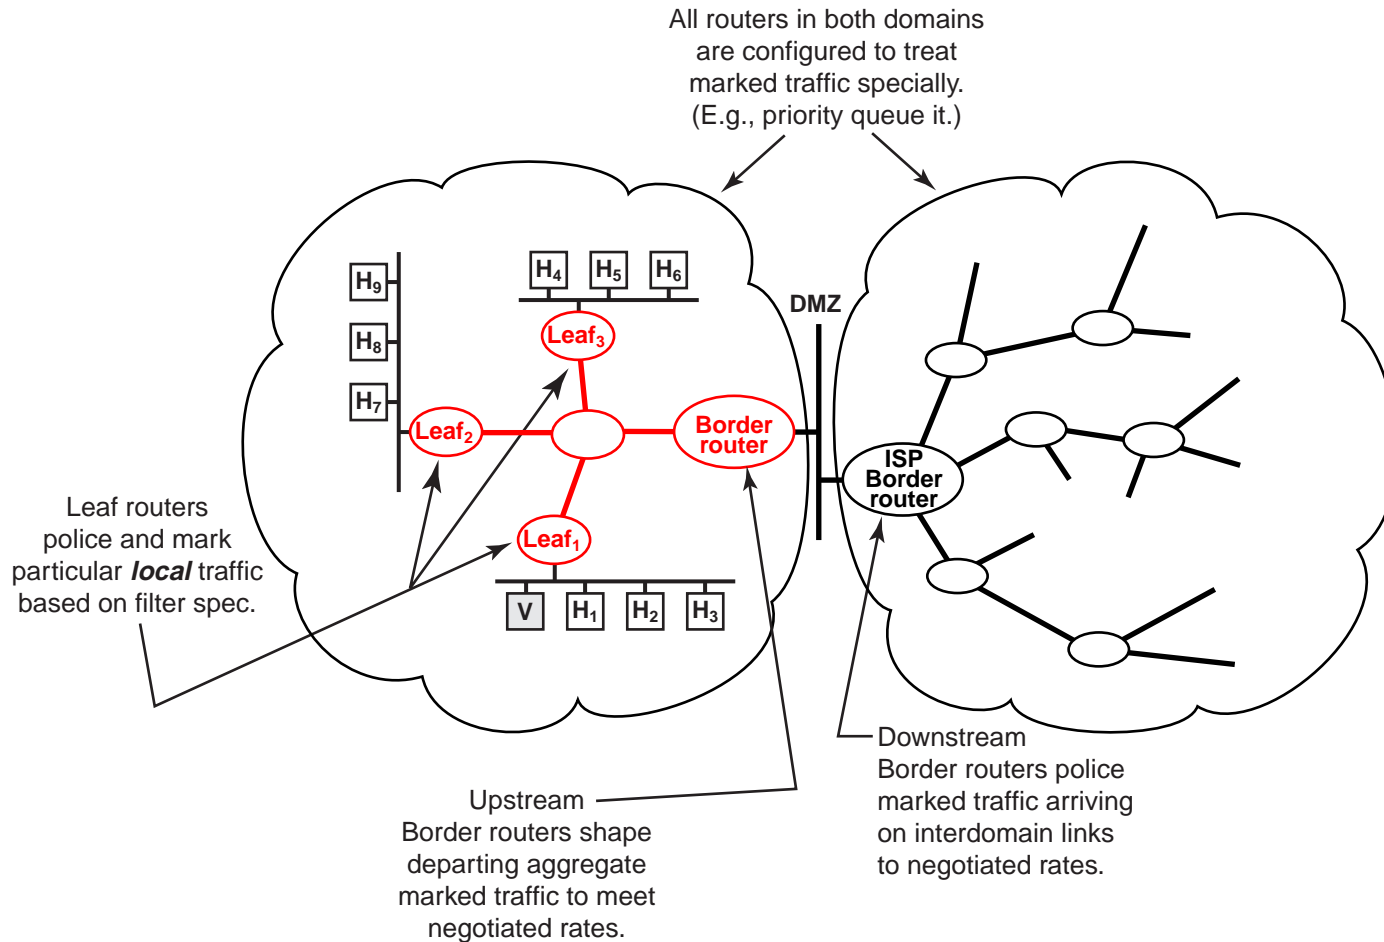 All routers in both domains
are configured to treat
marked traffic specially.
(E.g., priority queue it.)
H4 H5 H6
H9
DMZ
Leaf3
H8
H7
Leaf2
Border
router
ISP
Border
router
Leaf routers
police and mark
particular local traffic
based on filter spec.
Leaf1
V H1 H2 H3
Upstream
Border routers shape
departing aggregate
marked traffic to meet
negotiated rates.
Downstream
Border routers police
marked traffic arriving
on interdomain links
to negotiated rates.